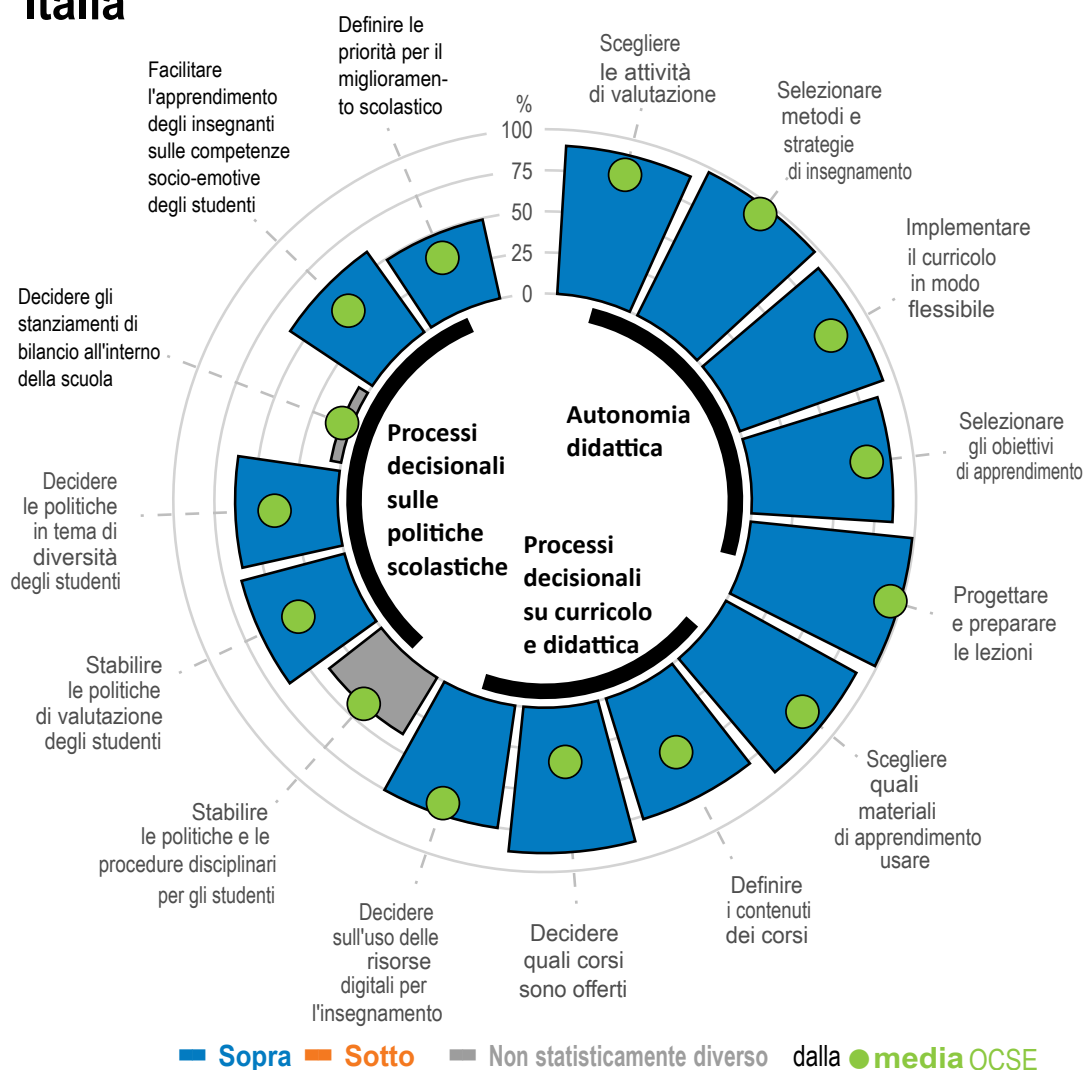 Italia
Definire le
priorità per il
miglioramen-
to scolastico
Facilitare
l'apprendimento
degli insegnanti
sulle competenze
socio-emotive
degli studenti
Decidere gli
stanziamenti di
bilancio all'interno
della scuola
Decidere
le politiche
in tema di
diversità
degli studenti
Stabilire
le politiche
di valutazione
degli studenti
Stabilire
le politiche e le
procedure disciplinari
per gli studenti
Decidere
sull'uso delle
risorse
digitali per
l'insegnamento
Decidere
quali corsi
sono offerti
Definire
i contenuti
dei corsi
Scegliere
quali
materiali
di apprendimento
usare
Progettare
e preparare
le lezioni
Selezionare
gli obiettivi
di apprendimento
Implementare
il curricolo
in modo
flessibile
Selezionare
metodi e
strategie
di insegnamento
Scegliere
le attività
di valutazione
%
100
75
50
25
0
Autonomia
didattica
Processi
decisionali
sulle
politiche
scolastiche
Processi
decisionali
su curricolo
e didattica
Sopra Sotto Non statisticamente diverso dalla media OCSE